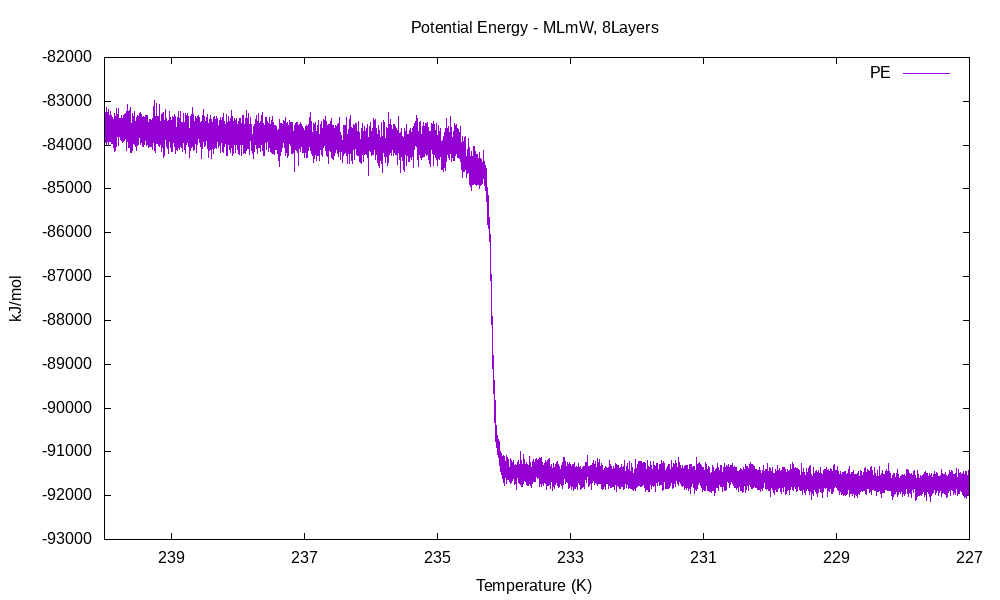 Potential Energy - MLmW, 8Layers
PE
-82000
-83000
-84000
-85000
-86000
-87000
-88000
-89000
-90000
-91000
-92000
-93000
kJ/mol
239 237 235 233 231 229 227
Temperature (K)